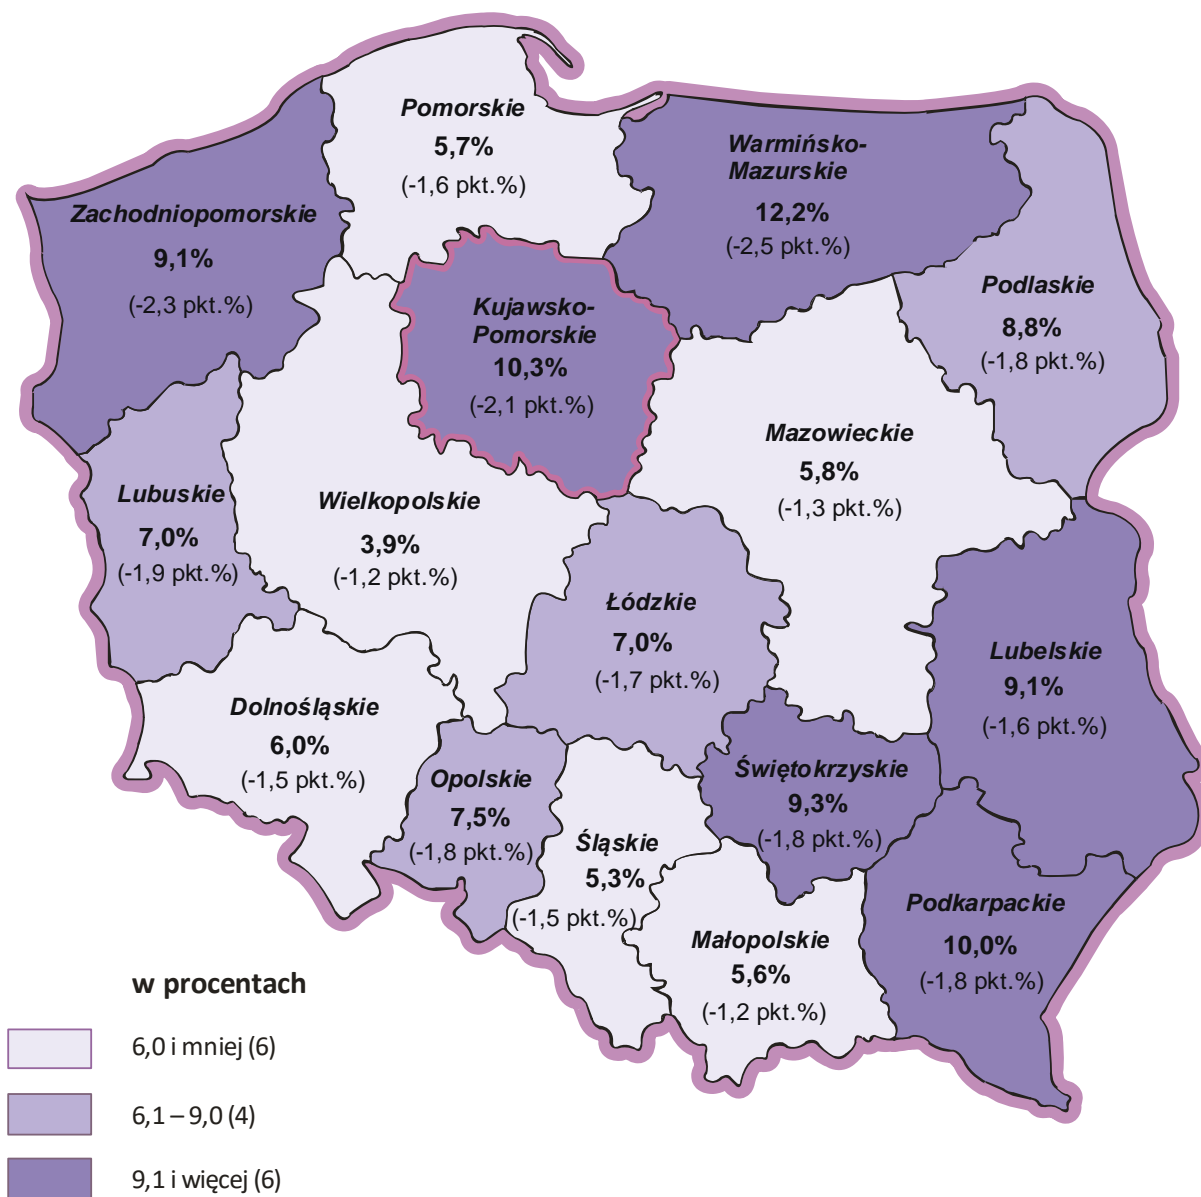 Pomorskie
5,7%
(-1,6 pkt.%)
Warmińsko-
Mazurskie
12,2%
(-2,5 pkt.%)
Zachodniopomorskie
9,1%
(-2,3 pkt.%)
Podlaskie
8,8%
(-1,8 pkt.%)
Kujawsko-
Pomorskie
10,3%
(-2,1 pkt.%)
Mazowieckie
5,8%
(-1,3 pkt.%)
Lubuskie
7,0%
(-1,9 pkt.%)
Wielkopolskie
3,9%
(-1,2 pkt.%)
Łódzkie
7,0%
(-1,7 pkt.%)
Lubelskie
9,1%
(-1,6 pkt.%)
Dolnośląskie
6,0%
(-1,5 pkt.%)
Opolskie
7,5%
(-1,8 pkt.%)
Świętokrzyskie
9,3%
(-1,8 pkt.%)
Śląskie
5,3%
(-1,5 pkt.%)
Małopolskie
5,6%
(-1,2 pkt.%)
Podkarpackie
10,0%
(-1,8 pkt.%)
w procentach
6,0 i mniej (6)
6,1 – 9,0 (4)
9,1 i więcej (6)